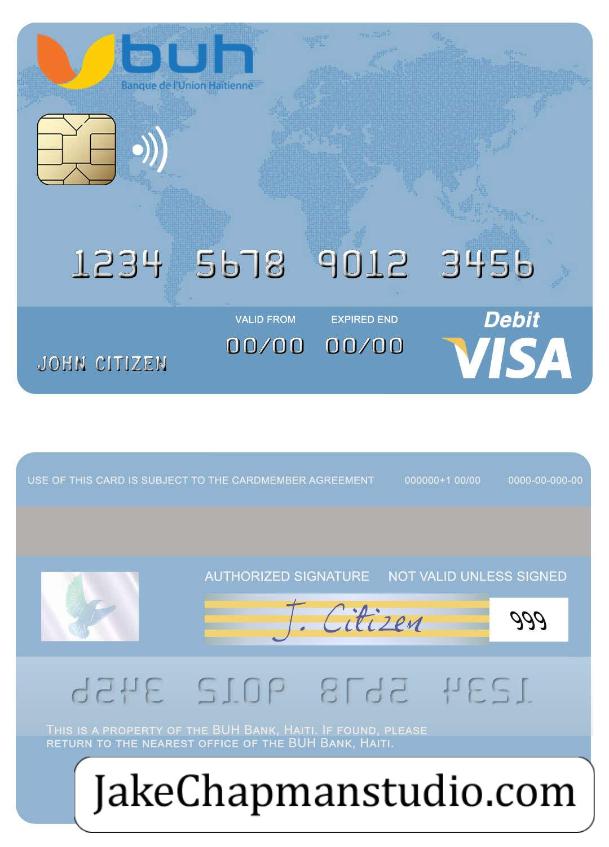 buh
Banque de l'Union Haïtienne
1234 5678 9012 3456
VALID FROM EXPIRED END
00/00 00/00
JOHN CITIZEN
Debit
VISA
USE OF THIS CARD IS SUBJECT TO THE CARDMEMBER AGREEMENT 000000+1 00/00 0000-00-000-00
AUTHORIZED SIGNATURE NOT VALID UNLESS SIGNED
J. Citizen 999
1234 5678 9012 3456
THIS IS A PROPERTY OF THE BUH BANK, HAITI. IF FOUND, PLEASE
RETURN TO THE NEAREST OFFICE OF THE BUH BANK, HAITI.
JakeChapmanstudio.com